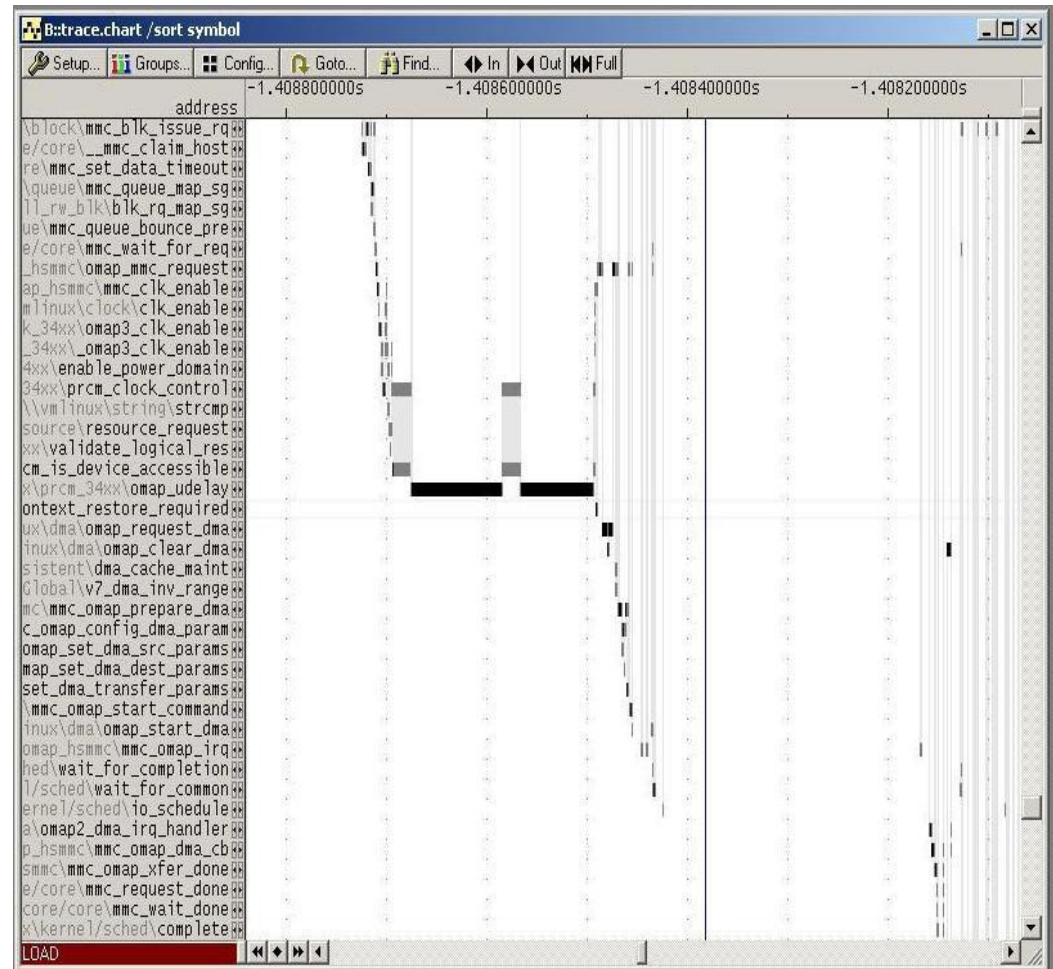 B::trace.chart /sort symbol
Setup... Groups... Config... Goto... Find... In Out Full
-1.408800000s -1.408600000s -1.408400000s -1.408200000s
address
\block\mmc_blk_issue_rq
e/core\__mmc_claim_host
re\mmc_set_data_timeout
\queue\mmc_queue_map_sg
ll_rw_blk\blk_rq_map_sg
ue\mmc_queue_bounce_pre
e/core\mmc_wait_for_req
_hsmmc\omap_mmc_request
ap_hsmmc\mmc_clk_enable
mlinux\clock\clk_enable
k_34xx\omap3_clk_enable
_34xx\_omap3_clk_enable
4xx\enable_power_domain
34xx\prcm_clock_control
\\vmlinux\string\strcmp
source\resource_request
xx\validate_logical_res
cm_is_device_accessible
x\prcm_34xx\omap_udelay
ontext_restore_required
ux\dma\omap_request_dma
inux\dma\omap_clear_dma
sistent\dma_cache_maint
Global\v7_dma_inv_range
mc\mmc_omap_prepare_dma
c_omap_config_dma_param
omap_set_dma_src_params
map_set_dma_dest_params
set_dma_transfer_params
\mmc_omap_start_command
inux\dma\omap_start_dma
omap_hsmmc\mmc_omap_irq
hed\wait_for_completion
l/sched\wait_for_common
ernel/sched\io_schedule
a\omap2_dma_irq_handler
p_hsmmc\mmc_omap_dma_cb
smmc\mmc_omap_xfer_done
e/core\mmc_request_done
core/core\mmc_wait_done
x\kernel/sched\complete
LOAD